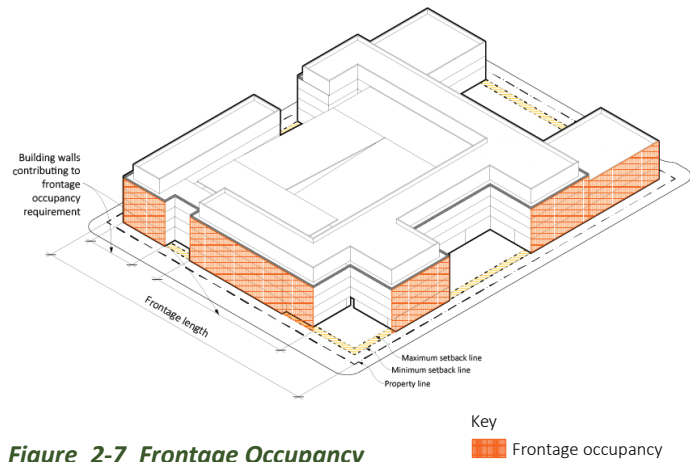 Building walls
contributing to
frontage
occupancy
requirement
Frontage length
Maximum setback line
Minimum setback line
Property line
Key
Frontage occupancy
Figure 2-7 Frontage Occupancy